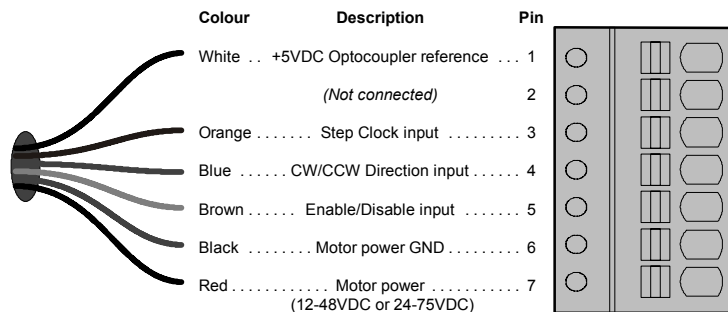 Colour Description Pin
White . . +5VDC Optocoupler reference . . . 1
(Not connected) 2
Orange . . . . . . . Step Clock input . . . . . . . . . 3
Blue . . . . . . CW/CCW Direction input . . . . . 4
Brown . . . . . . Enable/Disable input . . . . . . 5
Black . . . . . . . . Motor power GND . . . . . . . . 6
Red . . . . . . . . . . . . Motor power . . . . . . . . . . . 7
(12-48VDC or 24-75VDC)